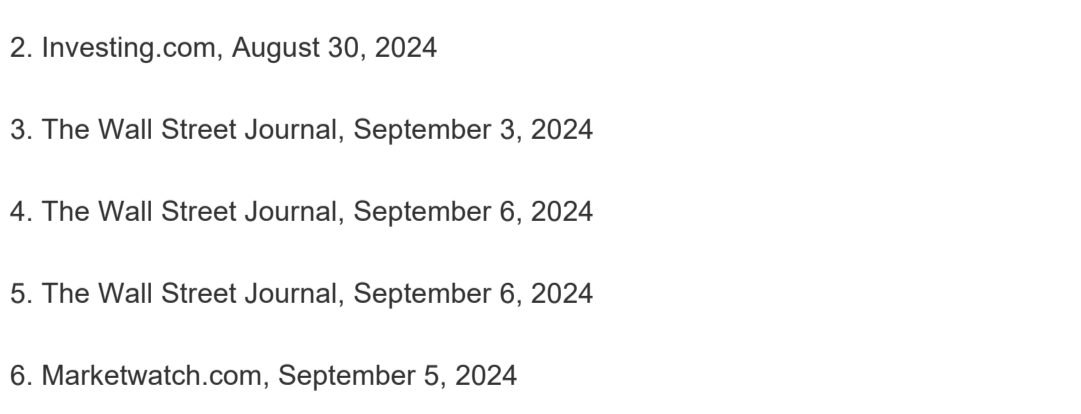 2. Investing.com, August 30, 2024
3. The Wall Street Journal, September 3, 2024
4. The Wall Street Journal, September 6, 2024
5. The Wall Street Journal, September 6, 2024
6. Marketwatch.com, September 5, 2024